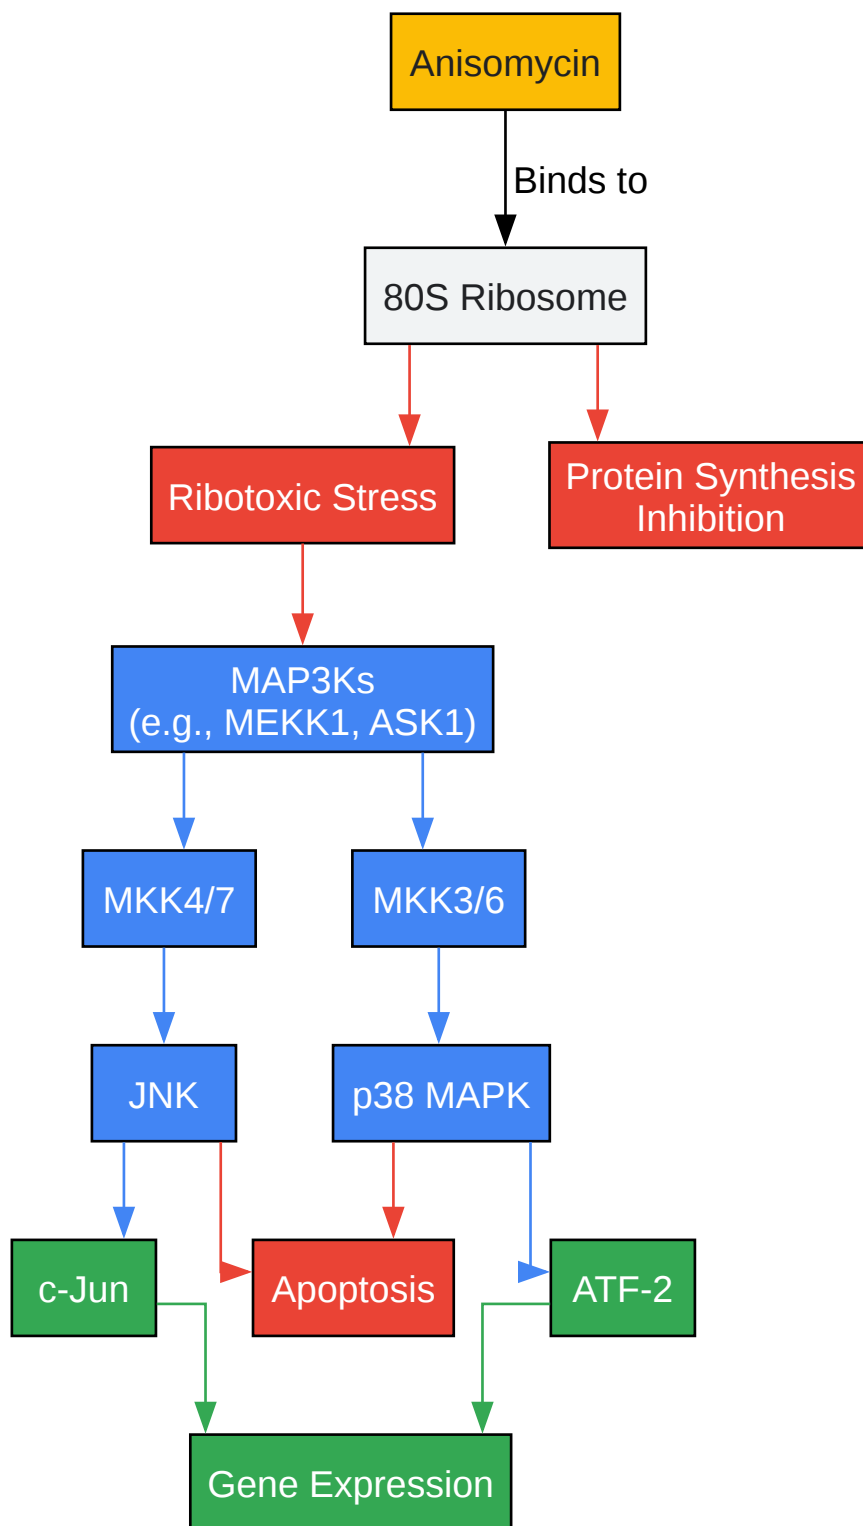 Anisomycin
Binds to
80S Ribosome
Ribotoxic Stress
Protein Synthesis
Inhibition
MAP3Ks
(e.g., MEKK1, ASK1)
MKK4/7
MKK3/6
JNK
p38 MAPK
c-Jun
Apoptosis
ATF-2
Gene Expression